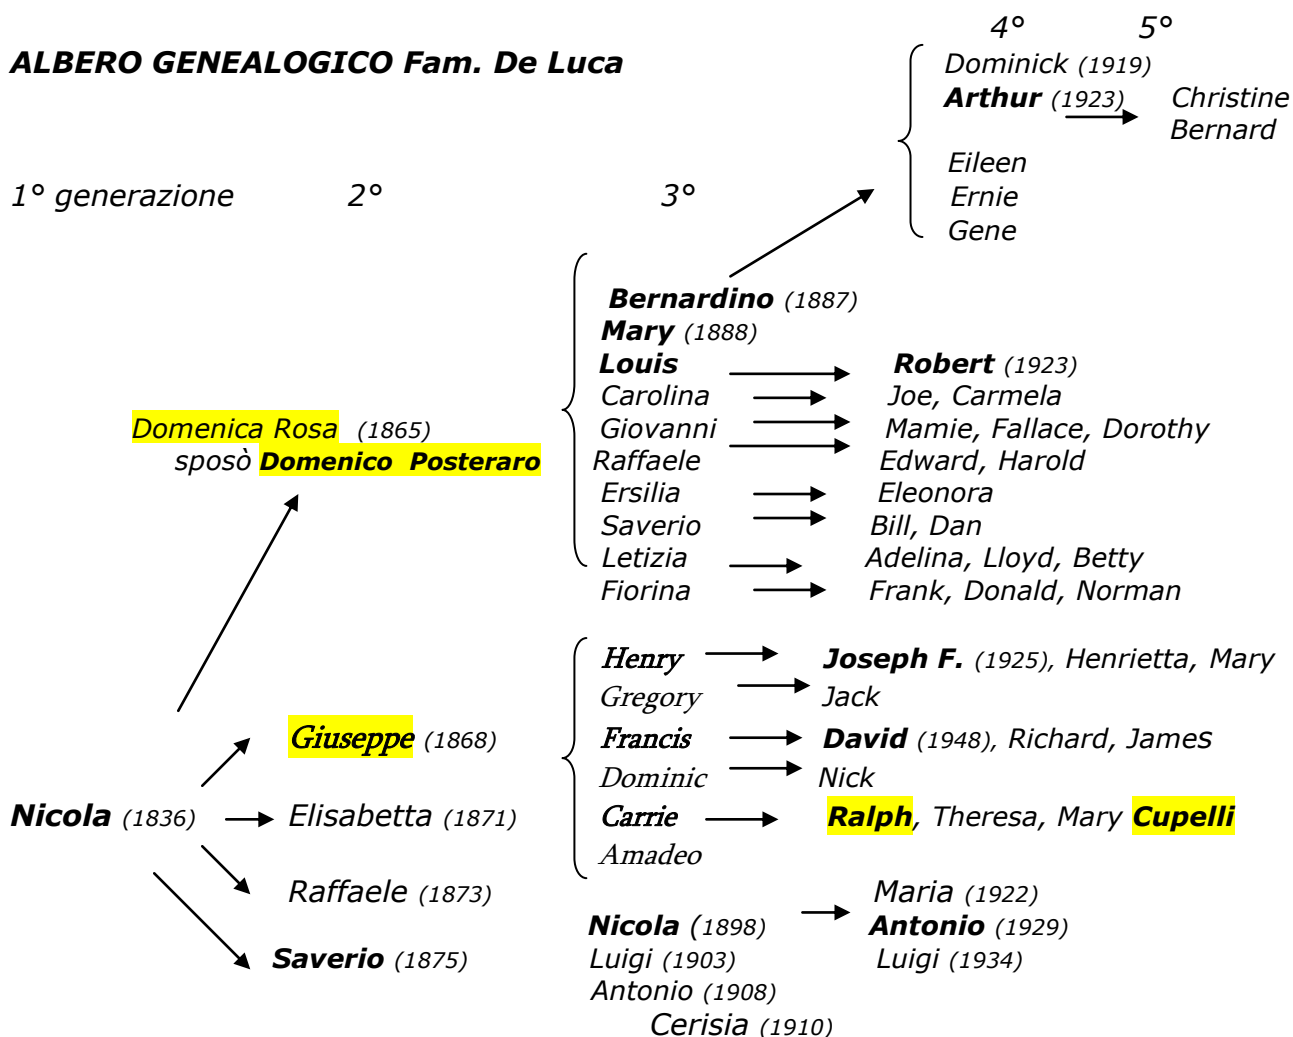 4° 5°
ALBERO GENEALOGICO Fam. De Luca
Dominick (1919)
Arthur (1923) Christine
Bernard
Eileen
1° generazione 2° 3° Ernie
Gene
Bernardino (1887)
Mary (1888)
Louis Robert (1923)
Carolina Joe, Carmela
Domenica Rosa (1865) Giovanni Mamie, Fallace, Dorothy
sposò Domenico Posteraro Raffaele Edward, Harold
Ersilia Eleonora
Saverio Bill, Dan
Letizia Adelina, Lloyd, Betty
Fiorina Frank, Donald, Norman
Henry Joseph F. (1925), Henrietta, Mary
Gregory Jack
Giuseppe (1868) Francis David (1948), Richard, James
Dominic Nick
Nicola (1836) Elisabetta (1871) Carrie Ralph, Theresa, Mary Cupelli
Amadeo
Raffaele (1873) Maria (1922)
Nicola (1898) Antonio (1929)
Saverio (1875) Luigi (1903) Luigi (1934)
Antonio (1908)
Cerisia (1910)